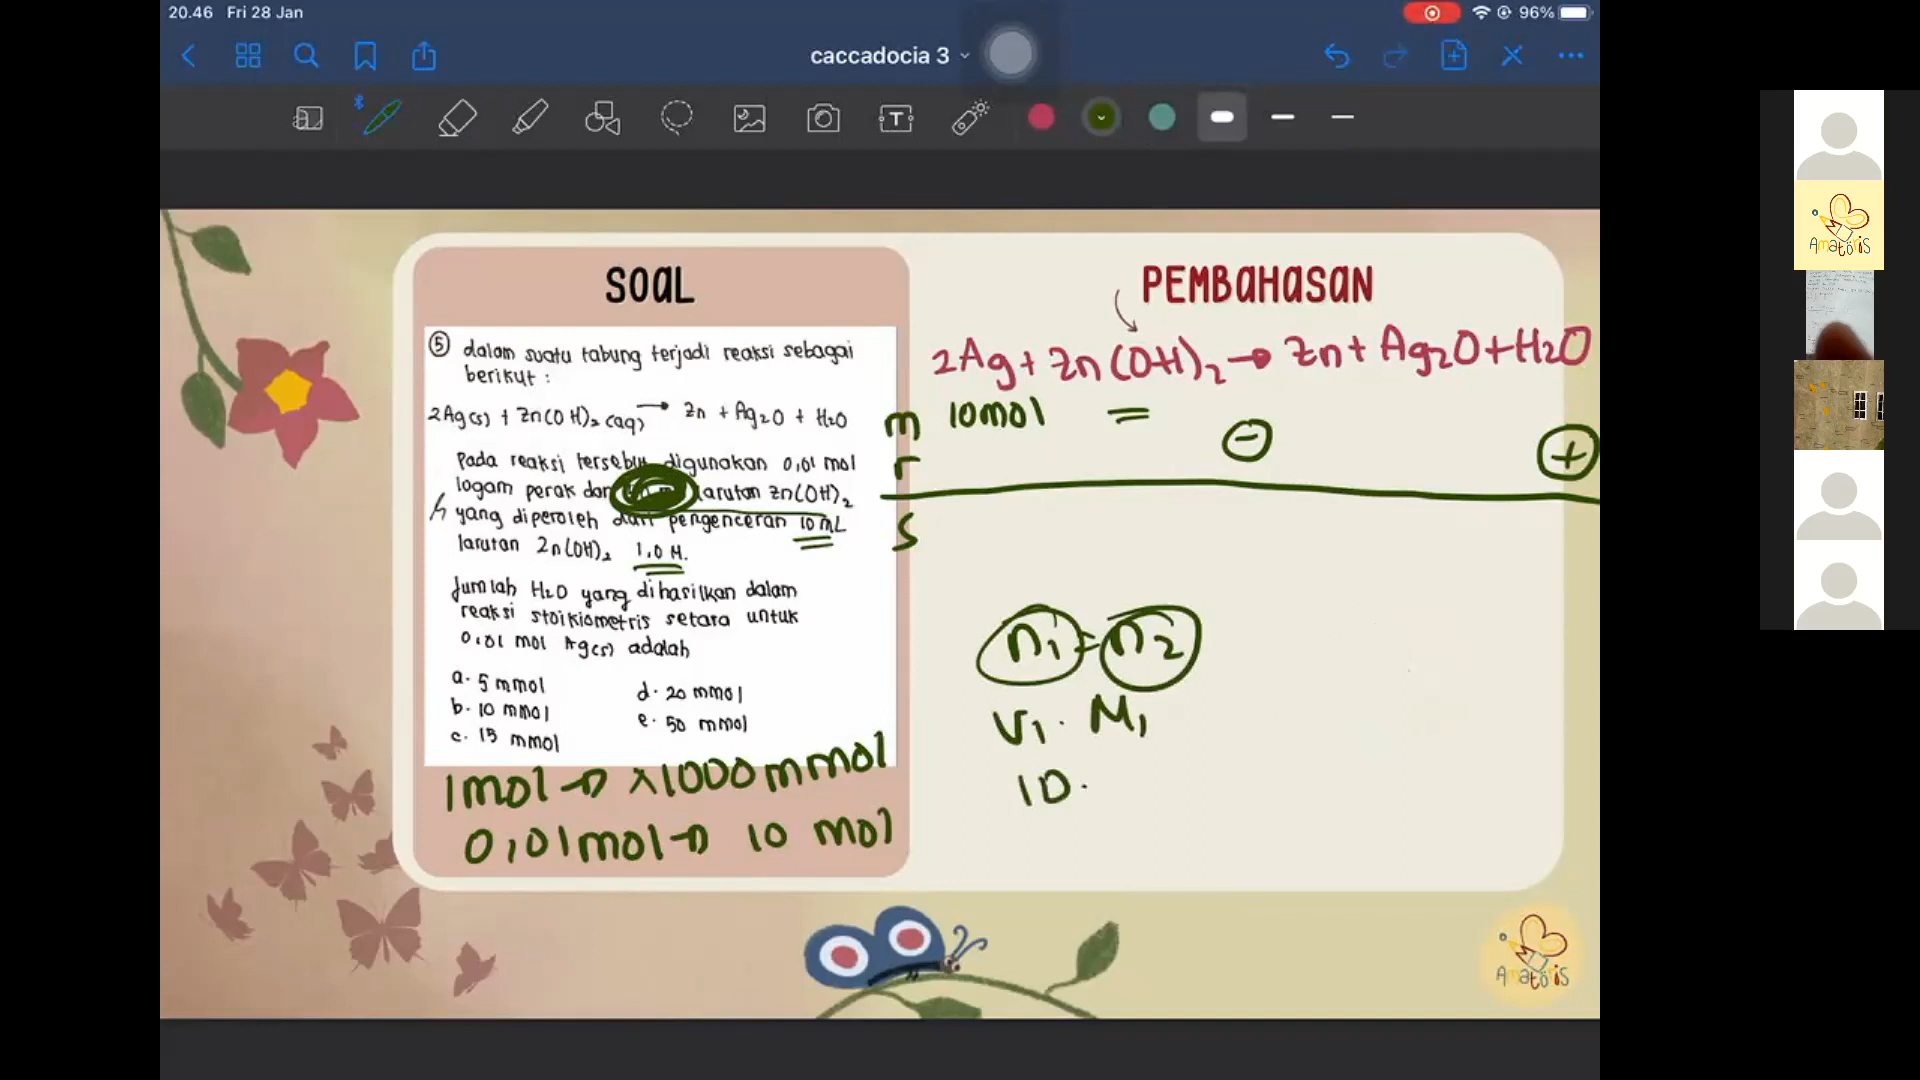 20.46 Fri 28 Jan
96%
caccadocia 3
T
SOAL
5 dalam suatu tabung terjadi reaksi sebagai
berikut :
2Ag(s) + Zn(OH)₂ (aq) → Zn + Ag₂O + H₂O
Pada reaksi tersebut digunakan 0,01 mol
logam perak dan larutan Zn(OH)₂
yang diperoleh dari pengenceran 10 mL
larutan Zn(OH)₂ 1,0 M.
Jumlah H₂O yang dihasilkan dalam
reaksi stoikiometris setara untuk
0,01 mol Ag(s) adalah
a. 5 mmol
b. 10 mmol
c. 15 mmol
d. 20 mmol
e. 50 mmol
1mol → ×1000 mmol
0,01mol → 10 mol
PEMBAHASAN
2Ag + Zn(OH)₂ → Zn + Ag₂O + H₂O
m 10mol =
r − +
s
n₁ = n₂
V₁ . M₁
10 .
Amatoris
Amatoris